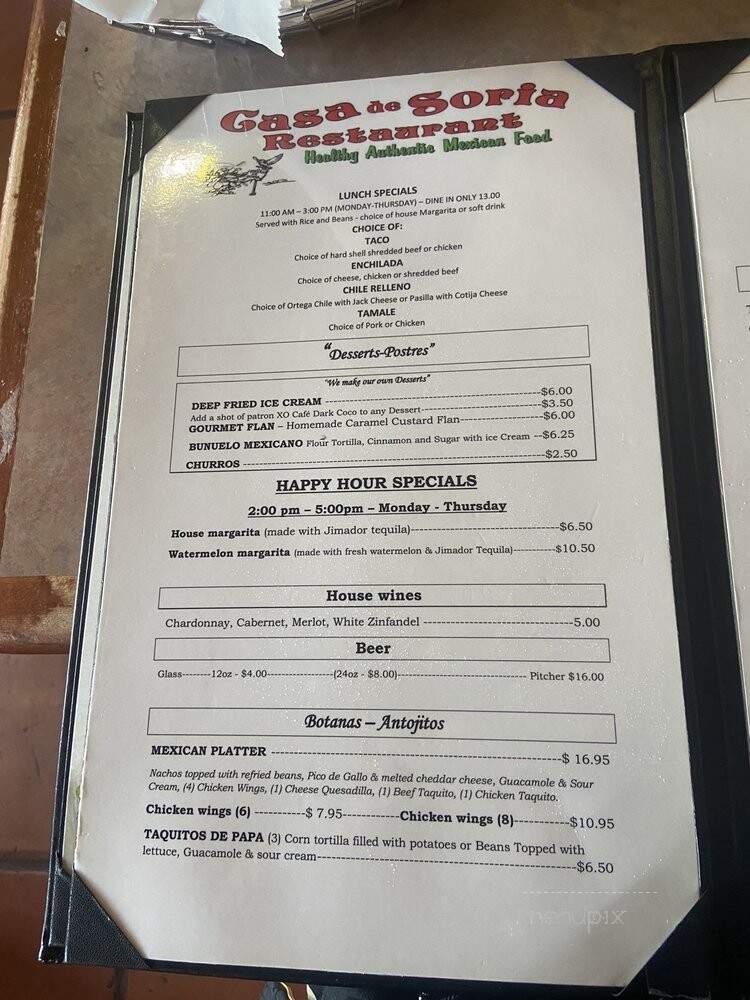 Casa de Soria
Restaurant
Healthy Authentic Mexican Food
LUNCH SPECIALS
11:00 AM – 3:00 PM (MONDAY-THURSDAY) – DINE IN ONLY 13.00
Served with Rice and Beans - choice of house Margarita or soft drink
CHOICE OF:
TACO
Choice of hard shell shredded beef or chicken
ENCHILADA
Choice of cheese, chicken or shredded beef
CHILE RELLENO
Choice of Ortega Chile with Jack Cheese or Pasilla with Cotija Cheese
TAMALE
Choice of Pork or Chicken
"Desserts-Postres"
"We make our own Desserts"
DEEP FRIED ICE CREAM ---------------------------------------------$6.00
Add a shot of patron XO Café Dark Coco to any Dessert-------------------------$3.50
GOURMET FLAN – Homemade Caramel Custard Flan-----------------$6.00
BUNUELO MEXICANO Flour Tortilla, Cinnamon and Sugar with ice Cream --$6.25
CHURROS ---------------------------------------------------------------$2.50
HAPPY HOUR SPECIALS
2:00 pm – 5:00pm – Monday - Thursday
House margarita (made with Jimador tequila)------------------------------$6.50
Watermelon margarita (made with fresh watermelon & Jimador Tequila)----------$10.50
House wines
Chardonnay, Cabernet, Merlot, White Zinfandel --------------------------------5.00
Beer
Glass-------12oz - $4.00----------------(24oz - $8.00)------------------------------- Pitcher $16.00
Botanas – Antojitos
MEXICAN PLATTER ----------------------------------------------------------$ 16.95
Nachos topped with refried beans, Pico de Gallo & melted cheddar cheese, Guacamole & Sour
Cream, (4) Chicken Wings, (1) Cheese Quesadilla, (1) Beef Taquito, (1) Chicken Taquito.
Chicken wings (6) -----------$ 7.95------------Chicken wings (8)-----------$10.95
TAQUITOS DE PAPA (3) Corn tortilla filled with potatoes or Beans Topped with
lettuce, Guacamole & sour cream---------------------------------------------------$6.50
menupix